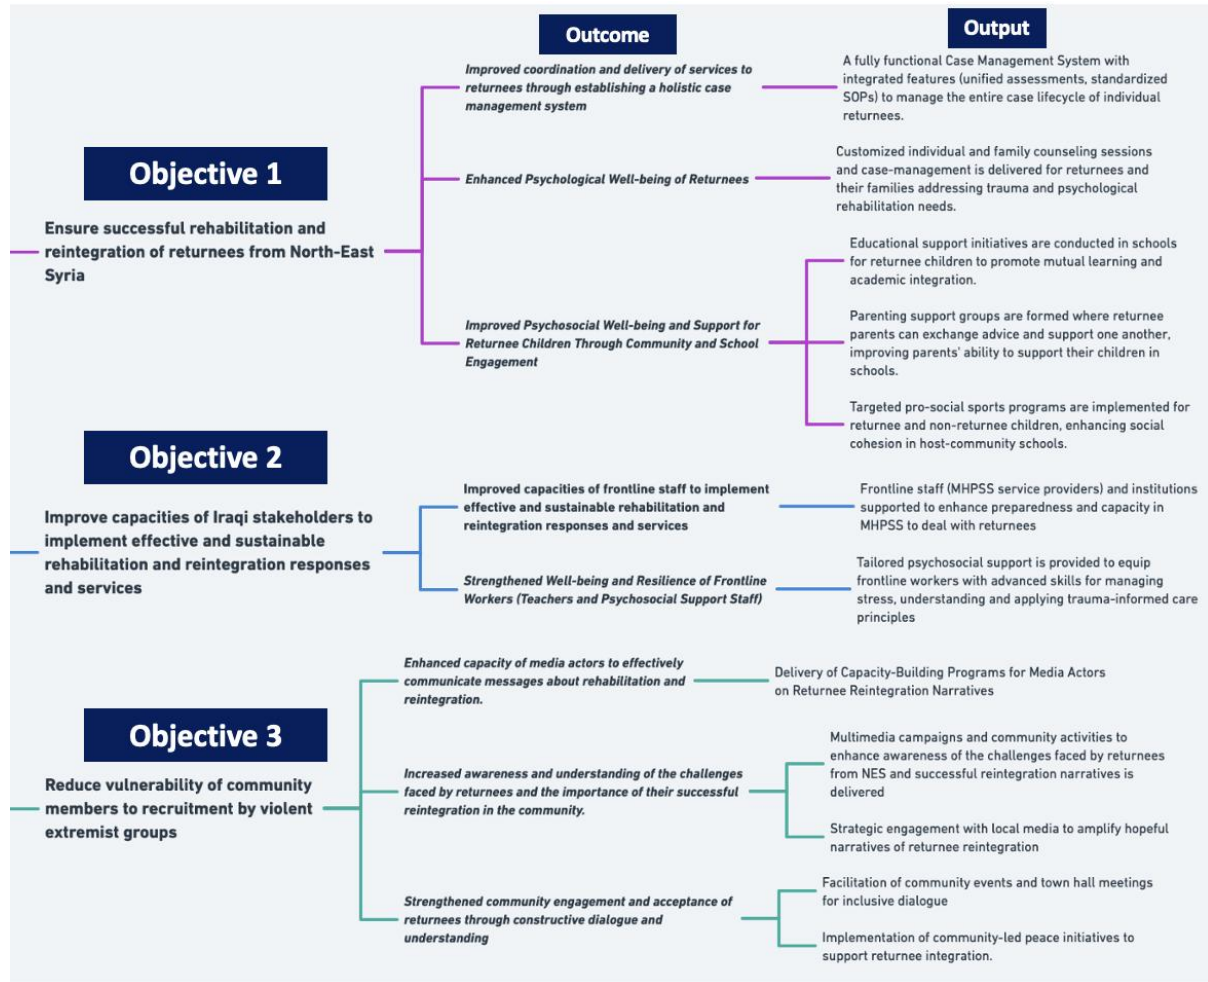 Outcome
Output
Objective 1
Ensure successful rehabilitation and
reintegration of returnees from North-East
Syria
Improved coordination and delivery of services to
returnees through establishing a holistic case
management system
A fully functional Case Management System with
integrated features (unified assessments, standardized
SOPs) to manage the entire case lifecycle of individual
returnees.
Enhanced Psychological Well-being of Returnees
Customized individual and family counseling sessions
and case-management is delivered for returnees and
their families addressing trauma and psychological
rehabilitation needs.
Improved Psychosocial Well-being and Support for
Returnee Children Through Community and School
Engagement
Educational support initiatives are conducted in schools
for returnee children to promote mutual learning and
academic integration.
Parenting support groups are formed where returnee
parents can exchange advice and support one another,
improving parents' ability to support their children in
schools.
Targeted pro-social sports programs are implemented for
returnee and non-returnee children, enhancing social
cohesion in host-community schools.
Objective 2
Improve capacities of Iraqi stakeholders to
implement effective and sustainable
rehabilitation and reintegration responses
and services
Improved capacities of frontline staff to implement
effective and sustainable rehabilitation and
reintegration responses and services
Frontline staff (MHPSS service providers) and institutions
supported to enhance preparedness and capacity in
MHPSS to deal with returnees
Strengthened Well-being and Resilience of Frontline
Workers (Teachers and Psychosocial Support Staff)
Tailored psychosocial support is provided to equip
frontline workers with advanced skills for managing
stress, understanding and applying trauma-informed care
principles
Objective 3
Reduce vulnerability of community
members to recruitment by violent
extremist groups
Enhanced capacity of media actors to effectively
communicate messages about rehabilitation and
reintegration.
Delivery of Capacity-Building Programs for Media Actors
on Returnee Reintegration Narratives
Increased awareness and understanding of the challenges
faced by returnees and the importance of their successful
reintegration in the community.
Multimedia campaigns and community activities to
enhance awareness of the challenges faced by returnees
from NES and successful reintegration narratives is
delivered
Strategic engagement with local media to amplify hopeful
narratives of returnee reintegration
Strengthened community engagement and acceptance of
returnees through constructive dialogue and
understanding
Facilitation of community events and town hall meetings
for inclusive dialogue
Implementation of community-led peace initiatives to
support returnee integration.